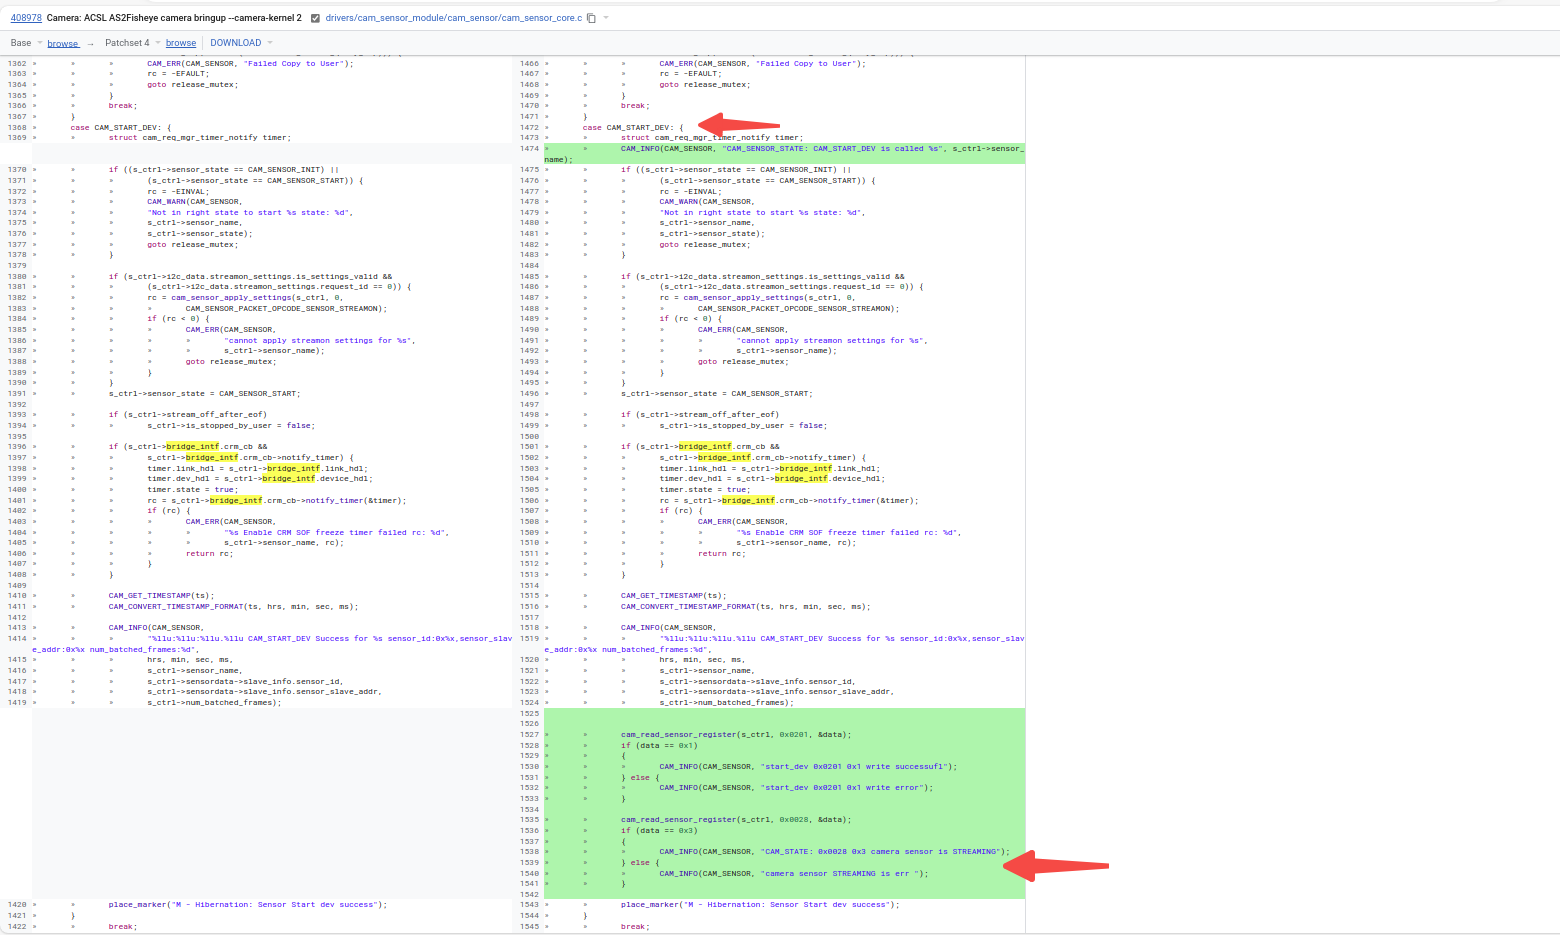 408978 Camera: ACSL AS2Fisheye camera bringup --camera-kernel 2 drivers/cam_sensor_module/cam_sensor/cam_sensor_core.c
Base browse → Patchset 4 browse DOWNLOAD
1362 » » » CAM_ERR(CAM_SENSOR, "Failed Copy to User");
1363 » » » rc = -EFAULT;
1364 » » » goto release_mutex;
1365 » » }
1366 » » break;
1367 » }
1368 » case CAM_START_DEV: {
1369 » » struct cam_req_mgr_timer_notify timer;
1370 » » if ((s_ctrl->sensor_state == CAM_SENSOR_INIT) ||
1371 » » » (s_ctrl->sensor_state == CAM_SENSOR_START)) {
1372 » » » rc = -EINVAL;
1373 » » » CAM_WARN(CAM_SENSOR,
1374 » » » "Not in right state to start %s state: %d",
1375 » » » s_ctrl->sensor_name,
1376 » » » s_ctrl->sensor_state);
1377 » » » goto release_mutex;
1378 » » }
1379
1380 » » if (s_ctrl->i2c_data.streamon_settings.is_settings_valid &&
1381 » » » (s_ctrl->i2c_data.streamon_settings.request_id == 0)) {
1382 » » » rc = cam_sensor_apply_settings(s_ctrl, 0,
1383 » » » » CAM_SENSOR_PACKET_OPCODE_SENSOR_STREAMON);
1384 » » » if (rc < 0) {
1385 » » » » CAM_ERR(CAM_SENSOR,
1386 » » » » » "cannot apply streamon settings for %s",
1387 » » » » » s_ctrl->sensor_name);
1388 » » » » goto release_mutex;
1389 » » » }
1390 » » }
1391 » » s_ctrl->sensor_state = CAM_SENSOR_START;
1392
1393 » » if (s_ctrl->stream_off_after_eof)
1394 » » » s_ctrl->is_stopped_by_user = false;
1395
1396 » » if (s_ctrl->bridge_intf.crm_cb &&
1397 » » » s_ctrl->bridge_intf.crm_cb->notify_timer) {
1398 » » » timer.link_hdl = s_ctrl->bridge_intf.link_hdl;
1399 » » » timer.dev_hdl = s_ctrl->bridge_intf.device_hdl;
1400 » » » timer.state = true;
1401 » » » rc = s_ctrl->bridge_intf.crm_cb->notify_timer(&timer);
1402 » » » if (rc) {
1403 » » » » CAM_ERR(CAM_SENSOR,
1404 » » » » » "%s Enable CRM SOF freeze timer failed rc: %d",
1405 » » » » » s_ctrl->sensor_name, rc);
1406 » » » » return rc;
1407 » » » }
1408 » » }
1409
1410 » » CAM_GET_TIMESTAMP(ts);
1411 » » CAM_CONVERT_TIMESTAMP_FORMAT(ts, hrs, min, sec, ms);
1412
1413 » » CAM_INFO(CAM_SENSOR,
1414 » » » "%llu:%llu:%llu.%llu CAM_START_DEV Success for %s sensor_id:0x%x,sensor_slav
e_addr:0x%x num_batched_frames:%d",
1415 » » » hrs, min, sec, ms,
1416 » » » s_ctrl->sensor_name,
1417 » » » s_ctrl->sensordata->slave_info.sensor_id,
1418 » » » s_ctrl->sensordata->slave_info.sensor_slave_addr,
1419 » » » s_ctrl->num_batched_frames);
1420 » » place_marker("M - Hibernation: Sensor Start dev success");
1421 » }
1422 » » break;
1466 » » » CAM_ERR(CAM_SENSOR, "Failed Copy to User");
1467 » » » rc = -EFAULT;
1468 » » » goto release_mutex;
1469 » » }
1470 » » break;
1471 » }
1472 » case CAM_START_DEV: {
1473 » » struct cam_req_mgr_timer_notify timer;
1474 » » CAM_INFO(CAM_SENSOR, "CAM_SENSOR_STATE: CAM_START_DEV is called %s", s_ctrl->sensor_
name);
1475 » » if ((s_ctrl->sensor_state == CAM_SENSOR_INIT) ||
1476 » » » (s_ctrl->sensor_state == CAM_SENSOR_START)) {
1477 » » » rc = -EINVAL;
1478 » » » CAM_WARN(CAM_SENSOR,
1479 » » » "Not in right state to start %s state: %d",
1480 » » » s_ctrl->sensor_name,
1481 » » » s_ctrl->sensor_state);
1482 » » » goto release_mutex;
1483 » » }
1484
1485 » » if (s_ctrl->i2c_data.streamon_settings.is_settings_valid &&
1486 » » » (s_ctrl->i2c_data.streamon_settings.request_id == 0)) {
1487 » » » rc = cam_sensor_apply_settings(s_ctrl, 0,
1488 » » » » CAM_SENSOR_PACKET_OPCODE_SENSOR_STREAMON);
1489 » » » if (rc < 0) {
1490 » » » » CAM_ERR(CAM_SENSOR,
1491 » » » » » "cannot apply streamon settings for %s",
1492 » » » » » s_ctrl->sensor_name);
1493 » » » » goto release_mutex;
1494 » » » }
1495 » » }
1496 » » s_ctrl->sensor_state = CAM_SENSOR_START;
1497
1498 » » if (s_ctrl->stream_off_after_eof)
1499 » » » s_ctrl->is_stopped_by_user = false;
1500
1501 » » if (s_ctrl->bridge_intf.crm_cb &&
1502 » » » s_ctrl->bridge_intf.crm_cb->notify_timer) {
1503 » » » timer.link_hdl = s_ctrl->bridge_intf.link_hdl;
1504 » » » timer.dev_hdl = s_ctrl->bridge_intf.device_hdl;
1505 » » » timer.state = true;
1506 » » » rc = s_ctrl->bridge_intf.crm_cb->notify_timer(&timer);
1507 » » » if (rc) {
1508 » » » » CAM_ERR(CAM_SENSOR,
1509 » » » » » "%s Enable CRM SOF freeze timer failed rc: %d",
1510 » » » » » s_ctrl->sensor_name, rc);
1511 » » » » return rc;
1512 » » » }
1513 » » }
1514
1515 » » CAM_GET_TIMESTAMP(ts);
1516 » » CAM_CONVERT_TIMESTAMP_FORMAT(ts, hrs, min, sec, ms);
1517
1518 » » CAM_INFO(CAM_SENSOR,
1519 » » » "%llu:%llu:%llu.%llu CAM_START_DEV Success for %s sensor_id:0x%x,sensor_slav
e_addr:0x%x num_batched_frames:%d",
1520 » » » hrs, min, sec, ms,
1521 » » » s_ctrl->sensor_name,
1522 » » » s_ctrl->sensordata->slave_info.sensor_id,
1523 » » » s_ctrl->sensordata->slave_info.sensor_slave_addr,
1524 » » » s_ctrl->num_batched_frames);
1525
1526
1527 » » cam_read_sensor_register(s_ctrl, 0x0201, &data);
1528 » » if (data == 0x1)
1529 » » {
1530 » » » CAM_INFO(CAM_SENSOR, "start_dev 0x0201 0x1 write successufl");
1531 » » } else {
1532 » » » CAM_INFO(CAM_SENSOR, "start_dev 0x0201 0x1 write error");
1533 » » }
1534
1535 » » cam_read_sensor_register(s_ctrl, 0x0028, &data);
1536 » » if (data == 0x3)
1537 » » {
1538 » » » CAM_INFO(CAM_SENSOR, "CAM_STATE: 0x0028 0x3 camera sensor is STREAMING");
1539 » » } else {
1540 » » » CAM_INFO(CAM_SENSOR, "camera sensor STREAMING is err ");
1541 » » }
1542
1543 » » place_marker("M - Hibernation: Sensor Start dev success");
1544 » }
1545 » » break;